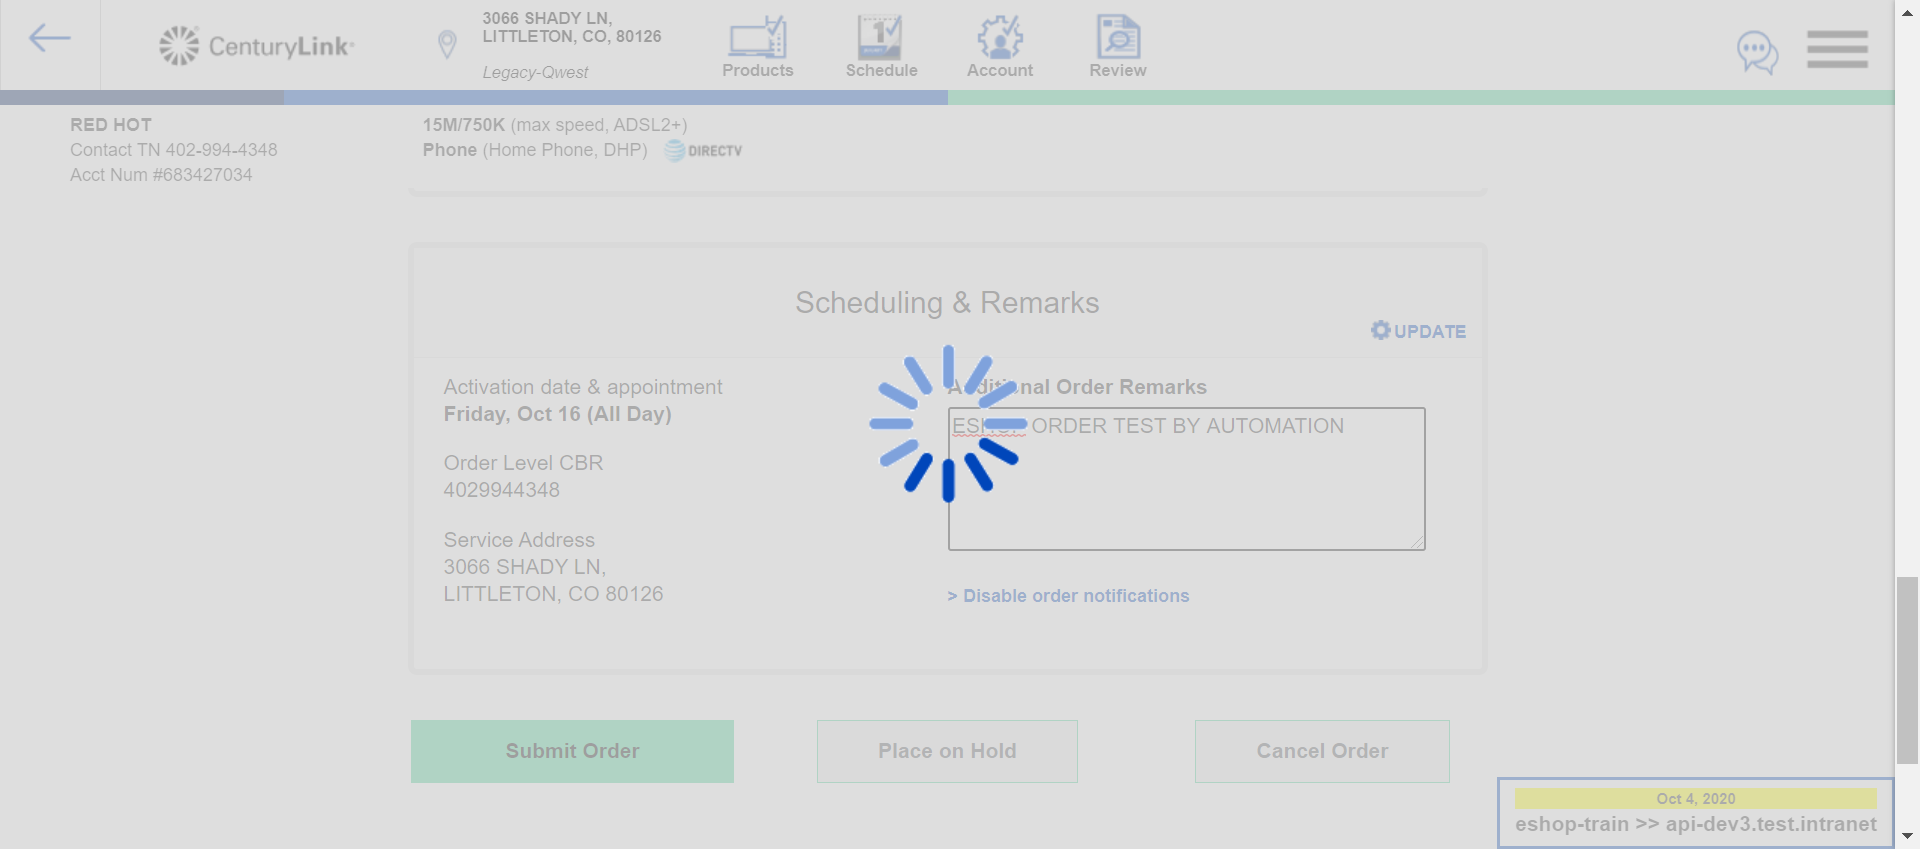 CenturyLink
3066 SHADY LN,
LITTLETON, CO, 80126
Legacy-Qwest
Products
1
Schedule
Account
Review
RED HOT
Contact TN 402-994-4348
Acct Num #683427034
15M/750K (max speed, ADSL2+)
Phone (Home Phone, DHP) DIRECTV
Scheduling & Remarks
UPDATE
Activation date & appointment
Friday, Oct 16 (All Day)
Order Level CBR
4029944348
Service Address
3066 SHADY LN,
LITTLETON, CO 80126
Additional Order Remarks
ESHOP ORDER TEST BY AUTOMATION
> Disable order notifications
Submit Order
Place on Hold
Cancel Order
Oct 4, 2020
eshop-train >> api-dev3.test.intranet